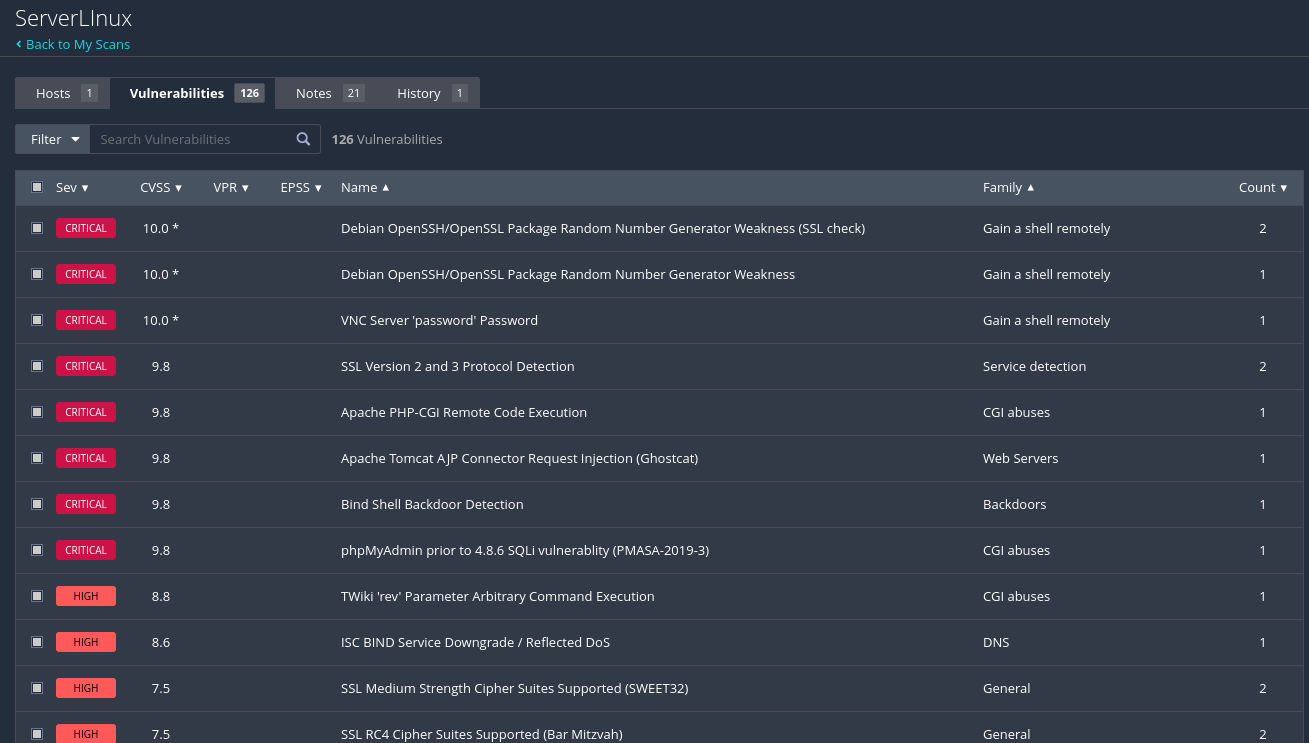 ServerLInux
Back to My Scans
Hosts 1 Vulnerabilities 126 Notes 21 History 1
Filter Search Vulnerabilities 126 Vulnerabilities
Sev CVSS VPR EPSS Name Family Count
CRITICAL 10.0 * Debian OpenSSH/OpenSSL Package Random Number Generator Weakness (SSL check) Gain a shell remotely 2
CRITICAL 10.0 * Debian OpenSSH/OpenSSL Package Random Number Generator Weakness Gain a shell remotely 1
CRITICAL 10.0 * VNC Server 'password' Password Gain a shell remotely 1
CRITICAL 9.8 SSL Version 2 and 3 Protocol Detection Service detection 2
CRITICAL 9.8 Apache PHP-CGI Remote Code Execution CGI abuses 1
CRITICAL 9.8 Apache Tomcat AJP Connector Request Injection (Ghostcat) Web Servers 1
CRITICAL 9.8 Bind Shell Backdoor Detection Backdoors 1
CRITICAL 9.8 phpMyAdmin prior to 4.8.6 SQLi vulnerablity (PMASA-2019-3) CGI abuses 1
HIGH 8.8 TWiki 'rev' Parameter Arbitrary Command Execution CGI abuses 1
HIGH 8.6 ISC BIND Service Downgrade / Reflected DoS DNS 1
HIGH 7.5 SSL Medium Strength Cipher Suites Supported (SWEET32) General 2
HIGH 7.5 SSL RC4 Cipher Suites Supported (Bar Mitzvah) General 2